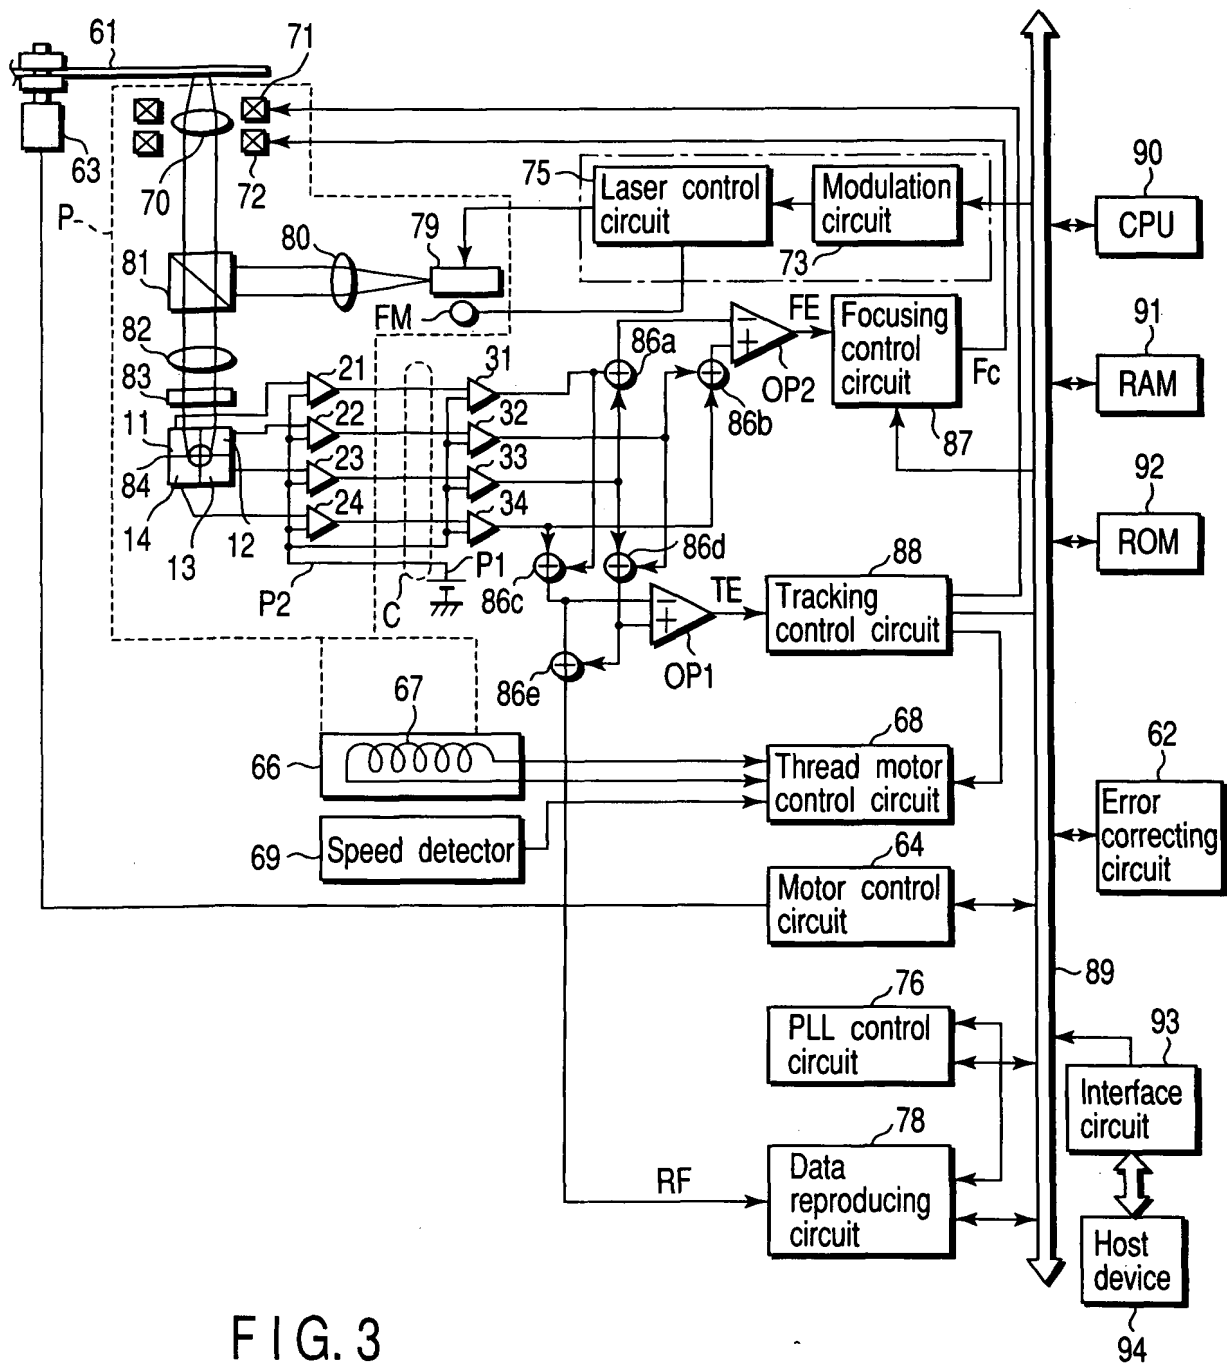 61
71
63
70
72
P
75
Laser control
circuit
Modulation
circuit
73
90
CPU
81
80
79
FM
FE
Focusing
control
circuit
Fc
87
91
RAM
82
83
21
22
23
24
31
32
33
34
86a
86b
OP2
11
84
14
13
12
P2
C
P1
86c
86d
92
ROM
TE
88
Tracking
control circuit
OP1
86e
67
66
68
Thread motor
control circuit
62
Error
correcting
circuit
69
Speed detector
64
Motor control
circuit
89
76
PLL control
circuit
93
Interface
circuit
78
Data
reproducing
circuit
RF
Host
device
94
FIG. 3